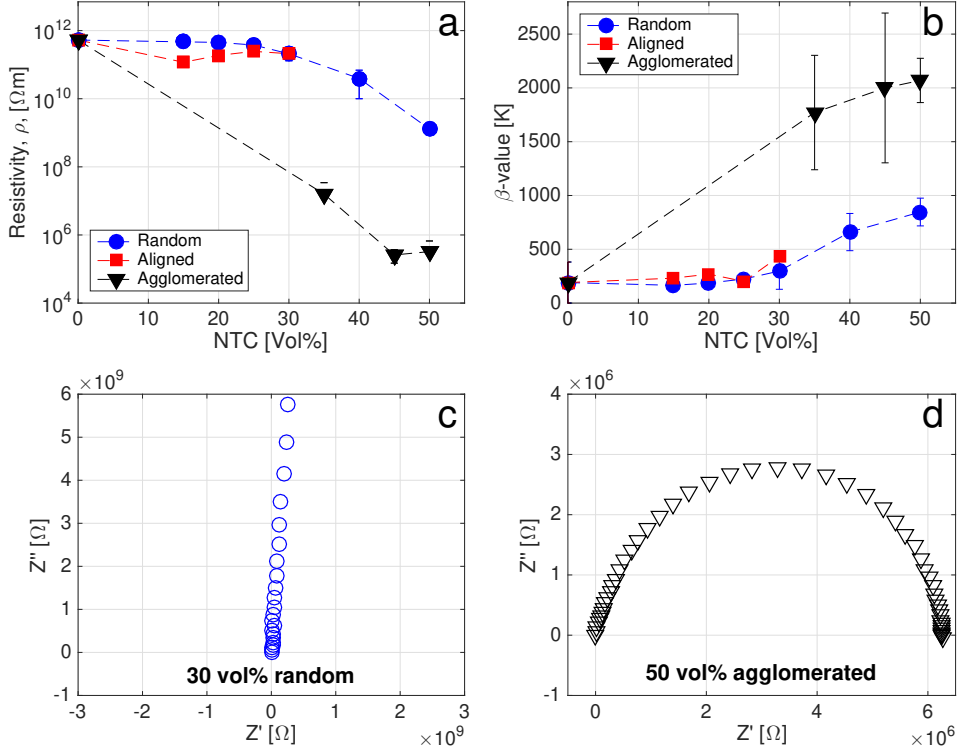 a
Resistivity, ρ, [Ωm]
10^12
10^10
10^8
10^6
10^4
Random
Aligned
Agglomerated
0 10 20 30 40 50
NTC [Vol%]
b
β-value [K]
2500
2000
1500
1000
500
0
Random
Aligned
Agglomerated
0 10 20 30 40 50
NTC [Vol%]
c
×10^9
Z'' [Ω]
6
5
4
3
2
1
0
-1
30 vol% random
-3 -2 -1 0 1 2 3
Z' [Ω]
×10^9
d
×10^6
Z'' [Ω]
4
3
2
1
0
-1
50 vol% agglomerated
0 2 4 6
Z' [Ω]
×10^6